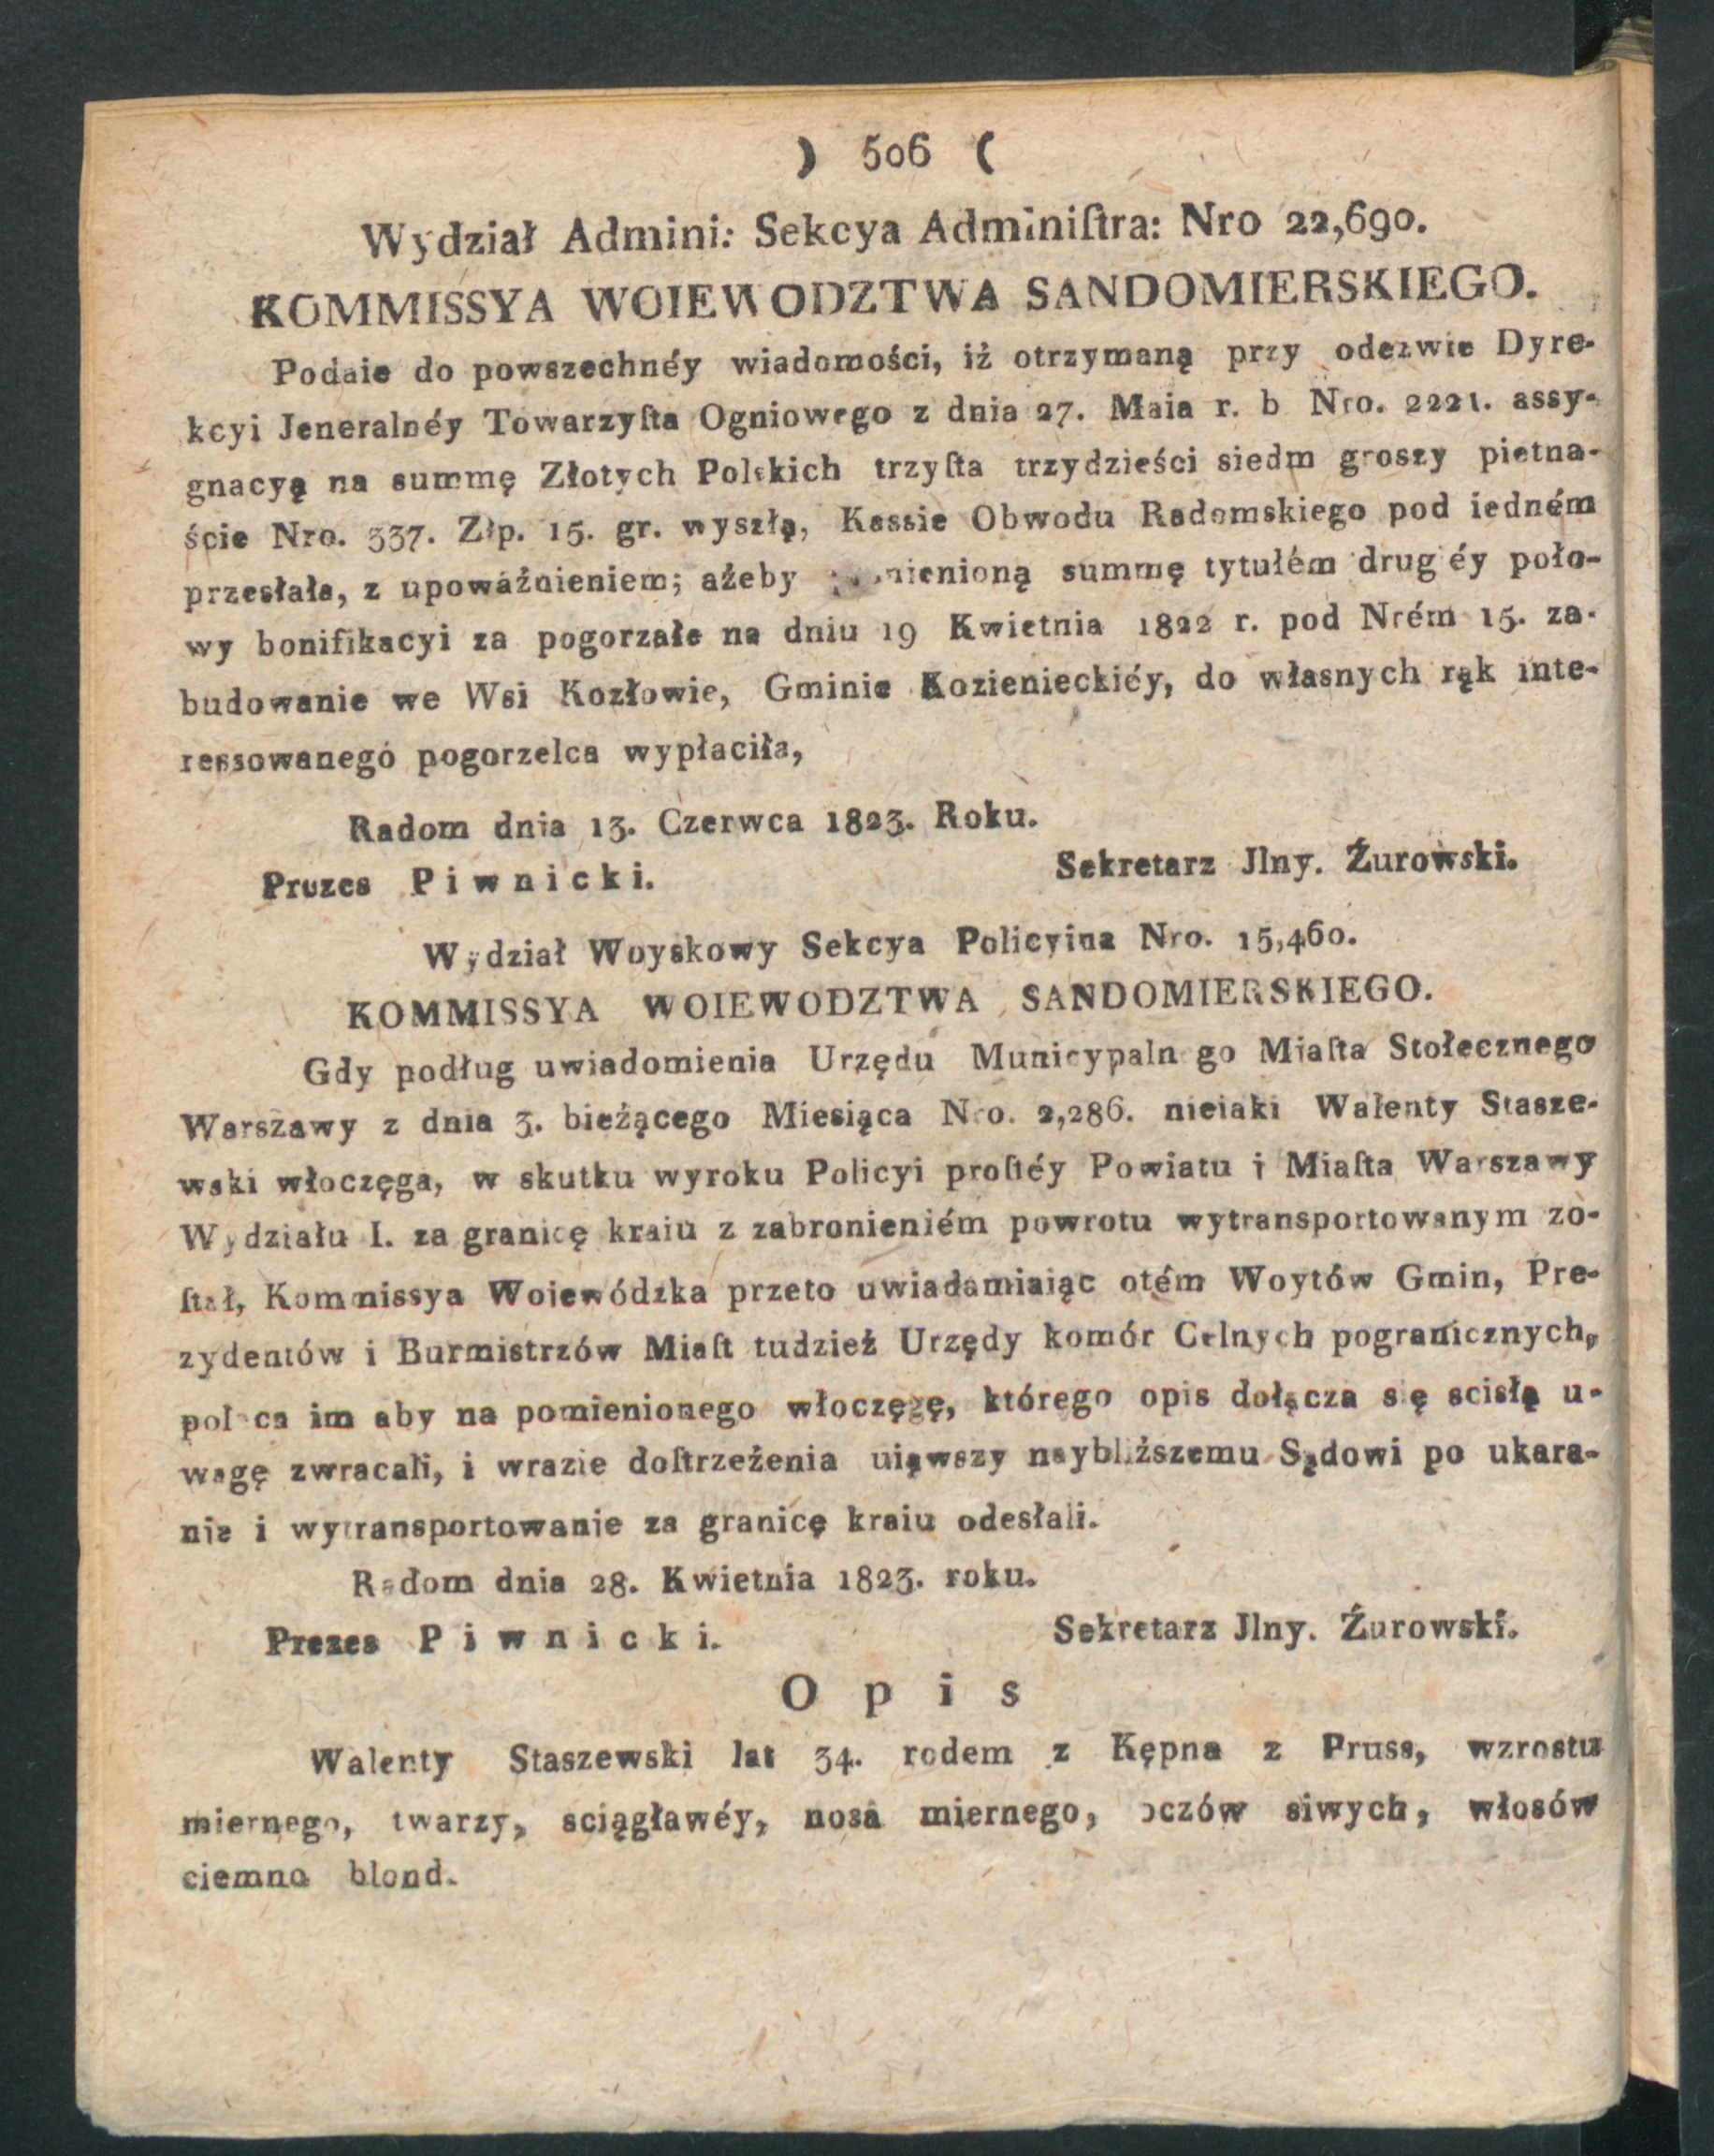 ) 506 (
Wydział Admini: Sekcya Adminiſtra: Nro 22,690.
KOMMISSYA WOIEWODZTWA SANDOMIERSKIEGO.
Podaie do powszechnéy wiadomości, iż otrzymaną przy odezwie Dyre-
kcyi Jeneralnéy Towarzyſta Ogniowego z dnia 27. Maia r. b Nro. 2221. assy-
gnacyą na summę Złotych Polskich trzyſta trzydzieści siedm groszy pietna-
ście Nro. 337. Złp. 15. gr. wyszłą, Kassie Obwodu Radomskiego pod iedném
przesłała, z upoważnieniem; ażeby summę tytułém drugéy poło-
wy bonifikacyi za pogorzałe na dniu 19 Kwietnia 1822 r. pod Nrém 15. za-
budowanie we Wsi Kozłowie, Gminie Kozienieckiéy, do własnych rąk inte-
ressowanego pogorzelca wypłaciła,
Radom dnia 13. Czerwca 1823. Roku.
Prezes Piwnicki. Sekretarz Jlny. Żurowski.
Wydział Woyskowy Sekcya Policyina Nro. 15,460.
KOMMISSYA WOIEWODZTWA SANDOMIERSKIEGO.
Gdy podług uwiadomienia Urzędu Municypalnego Miaſta Stołecznego
Warszawy z dnia 3. bieżącego Miesiąca Nro. 2,286. nieiaki Walenty Stasze-
wski włoczęga, w skutku wyroku Policyi proſtéy Powiatu i Miaſta Warszawy
Wydziału I. za granicę kraiu z zabronieniém powrotu wytransportowanym zo-
ſtał, Kommissya Woiewódzka przeto uwiadamiaiąc otém Woytów Gmin, Pre-
zydentów i Burmistrzów Miaſt tudzież Urzędy komór Celnych pogranicznych,
poleca im aby na pomienionego włoczęgę, którego opis dołącza się scisłą u-
wagę zwracali, i wrazie doſtrzeżenia uiąwszy naybliższemu Sądowi po ukara-
nie i wytransportowanie za granicę kraiu odesłali.
Radom dnia 28. Kwietnia 1823. roku.
Prezes Piwnicki. Sekretarz Jlny. Żurowski.
Opis
Walenty Staszewski lat 34. rodem z Kępna z Pruss, wzrostu
miernego, twarzy, sciągławéy, nosa miernego, oczów siwych, włosów
ciemno blond.